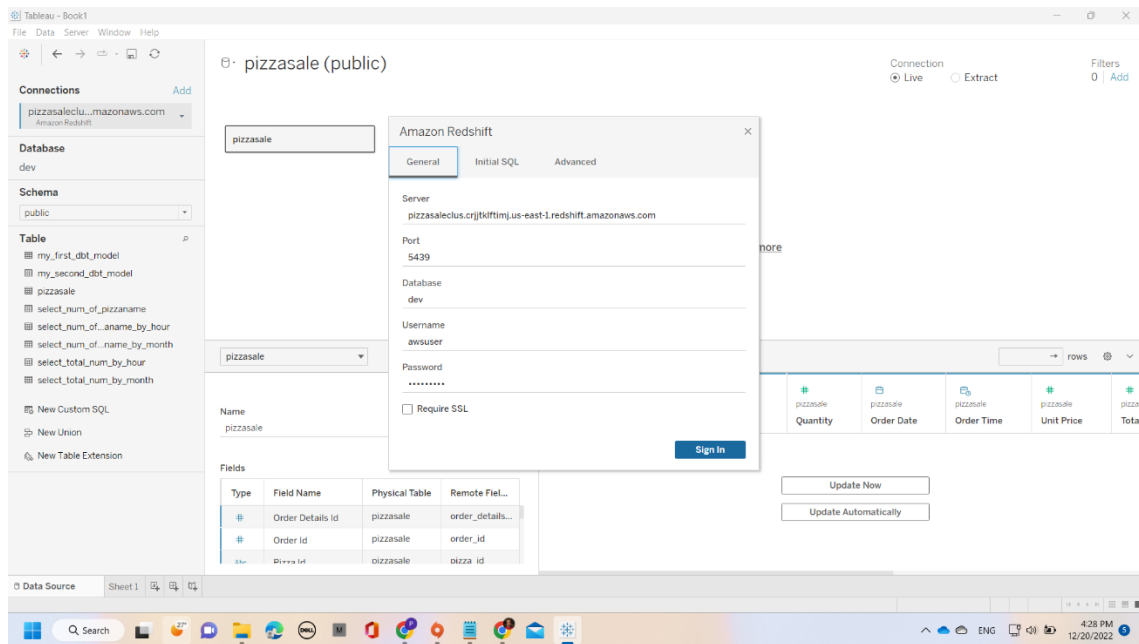 Tableau - Book1
File Data Server Window Help
pizzasale (public)
Connection
Live Extract
Filters
0 Add
Connections Add
pizzasaleclu...mazonaws.com
Amazon Redshift
Database
dev
Schema
public
Table
my_first_dbt_model
my_second_dbt_model
pizzasale
select_num_of_pizzaname
select_num_of...aname_by_hour
select_num_of...name_by_month
select_total_num_by_hour
select_total_num_by_month
New Custom SQL
New Union
New Table Extension
pizzasale
Amazon Redshift
General Initial SQL Advanced
Server
pizzasaleclus.crjjtklftimj.us-east-1.redshift.amazonaws.com
Port
5439
Database
dev
Username
awsuser
Password
•••••••••
Require SSL
Sign In
more
pizzasale
rows
Name
pizzasale
Fields
Type Field Name Physical Table Remote Fiel...
Order Details Id pizzasale order_details...
Order Id pizzasale order_id
Abc Pizza Id pizzasale pizza_id
pizzasale pizzasale pizzasale pizzasale pizza
Quantity Order Date Order Time Unit Price Tota
Update Now
Update Automatically
Data Source Sheet 1
Search
27°
ENG
4:28 PM
12/20/2022
5